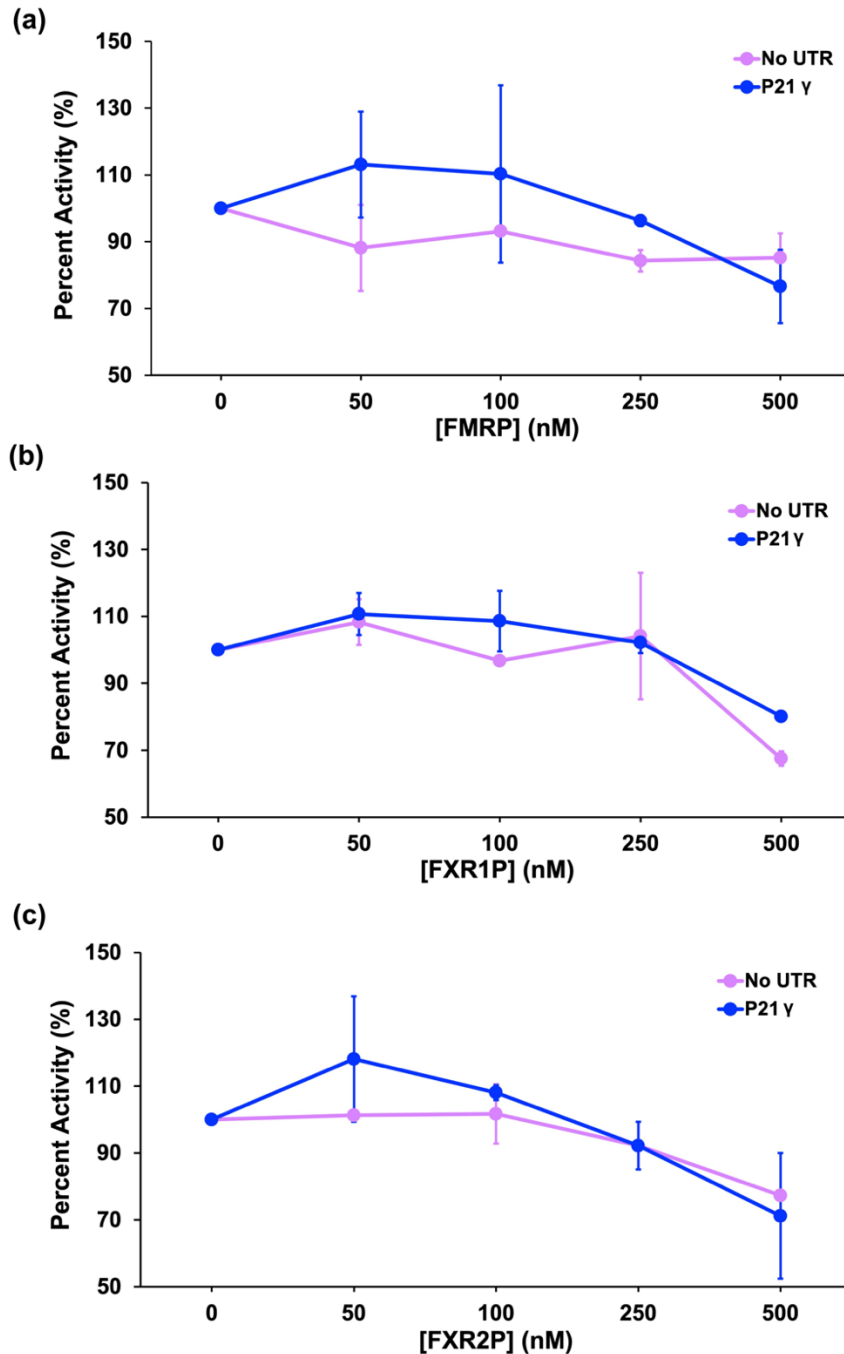 (a)
150
130
110
90
70
50
Percent Activity (%)
No UTR
P21 γ
0 50 100 250 500
[FMRP] (nM)
(b)
150
130
110
90
70
50
Percent Activity (%)
No UTR
P21 γ
0 50 100 250 500
[FXR1P] (nM)
(c)
150
130
110
90
70
50
Percent Activity (%)
No UTR
P21 γ
0 50 100 250 500
[FXR2P] (nM)